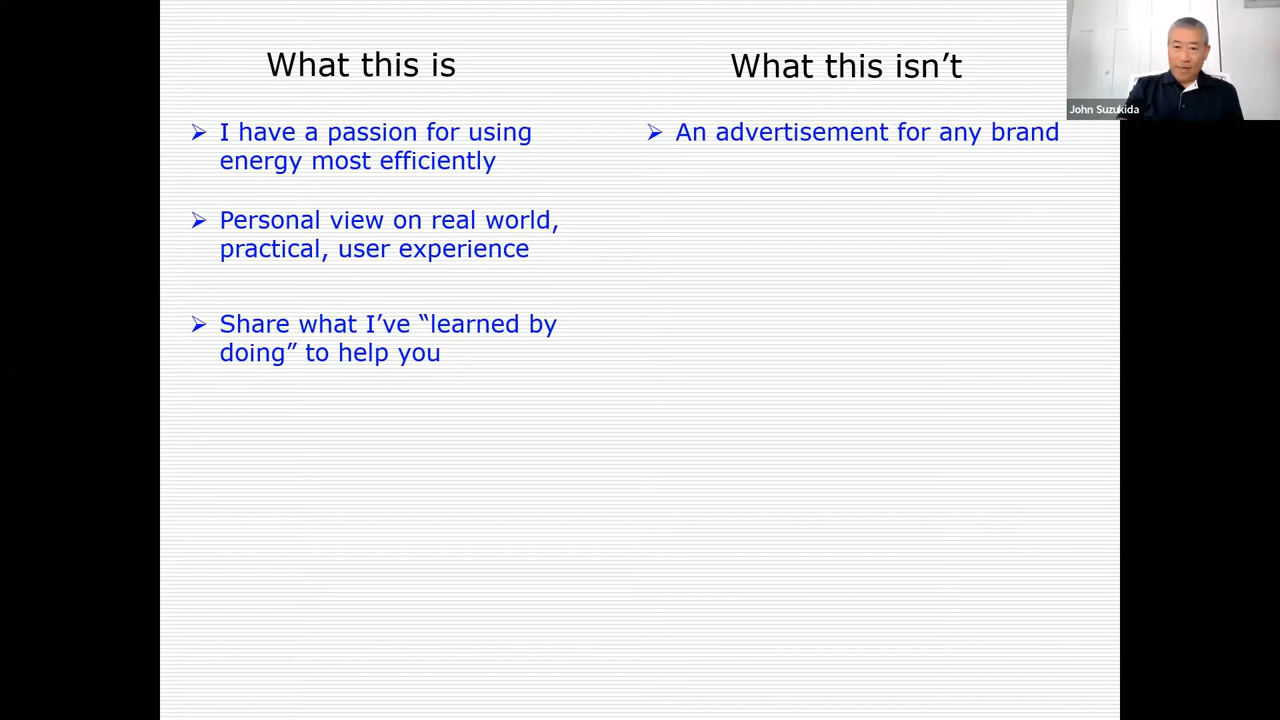 What this is
I have a passion for using
energy most efficiently
Personal view on real world,
practical, user experience
Share what I’ve “learned by
doing” to help you
What this isn’t
An advertisement for any brand
John Suzukida